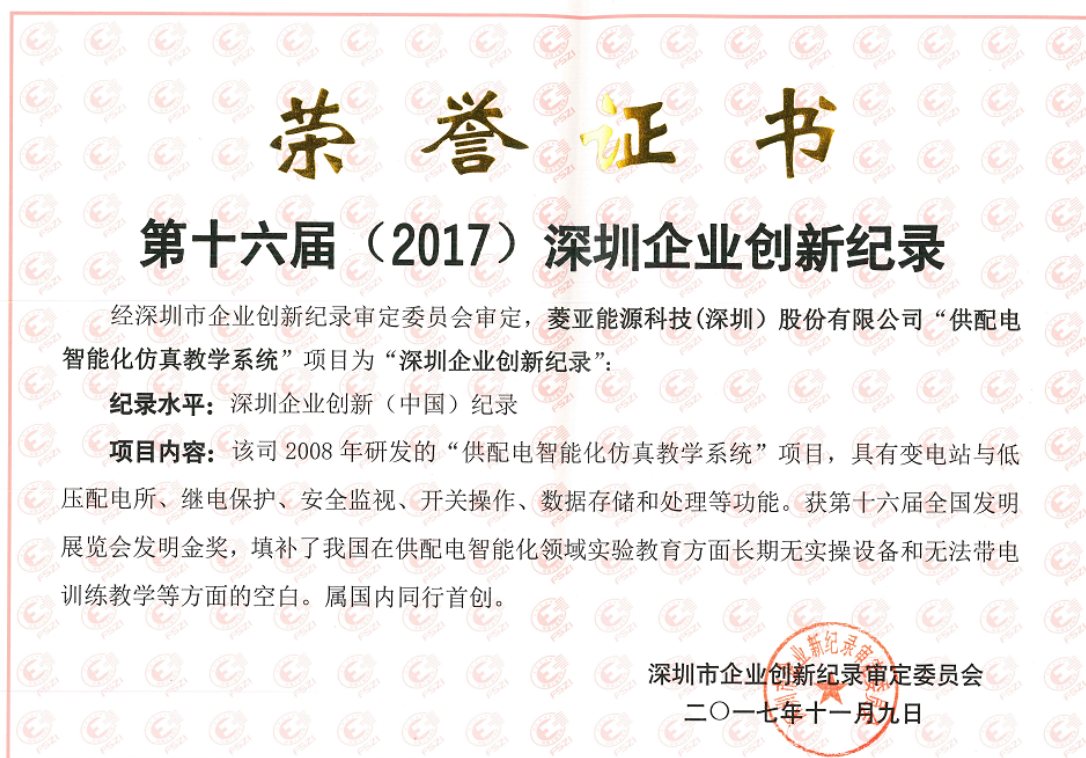 荣誉证书
第十六届（2017）深圳企业创新纪录
经深圳市企业创新纪录审定委员会审定，菱亚能源科技(深圳）股份有限公司“供配电
智能化仿真教学系统”项目为“深圳企业创新纪录”：
纪录水平：深圳企业创新（中国）纪录
项目内容：该司 2008 年研发的“供配电智能化仿真教学系统”项目，具有变电站与低
压配电所、继电保护、安全监视、开关操作、数据存储和处理等功能。获第十六届全国发明
展览会发明金奖，填补了我国在供配电智能化领域实验教育方面长期无实操设备和无法带电
训练教学等方面的空白。属国内同行首创。
深圳市企业创新纪录审定委员会
二〇一七年十一月九日